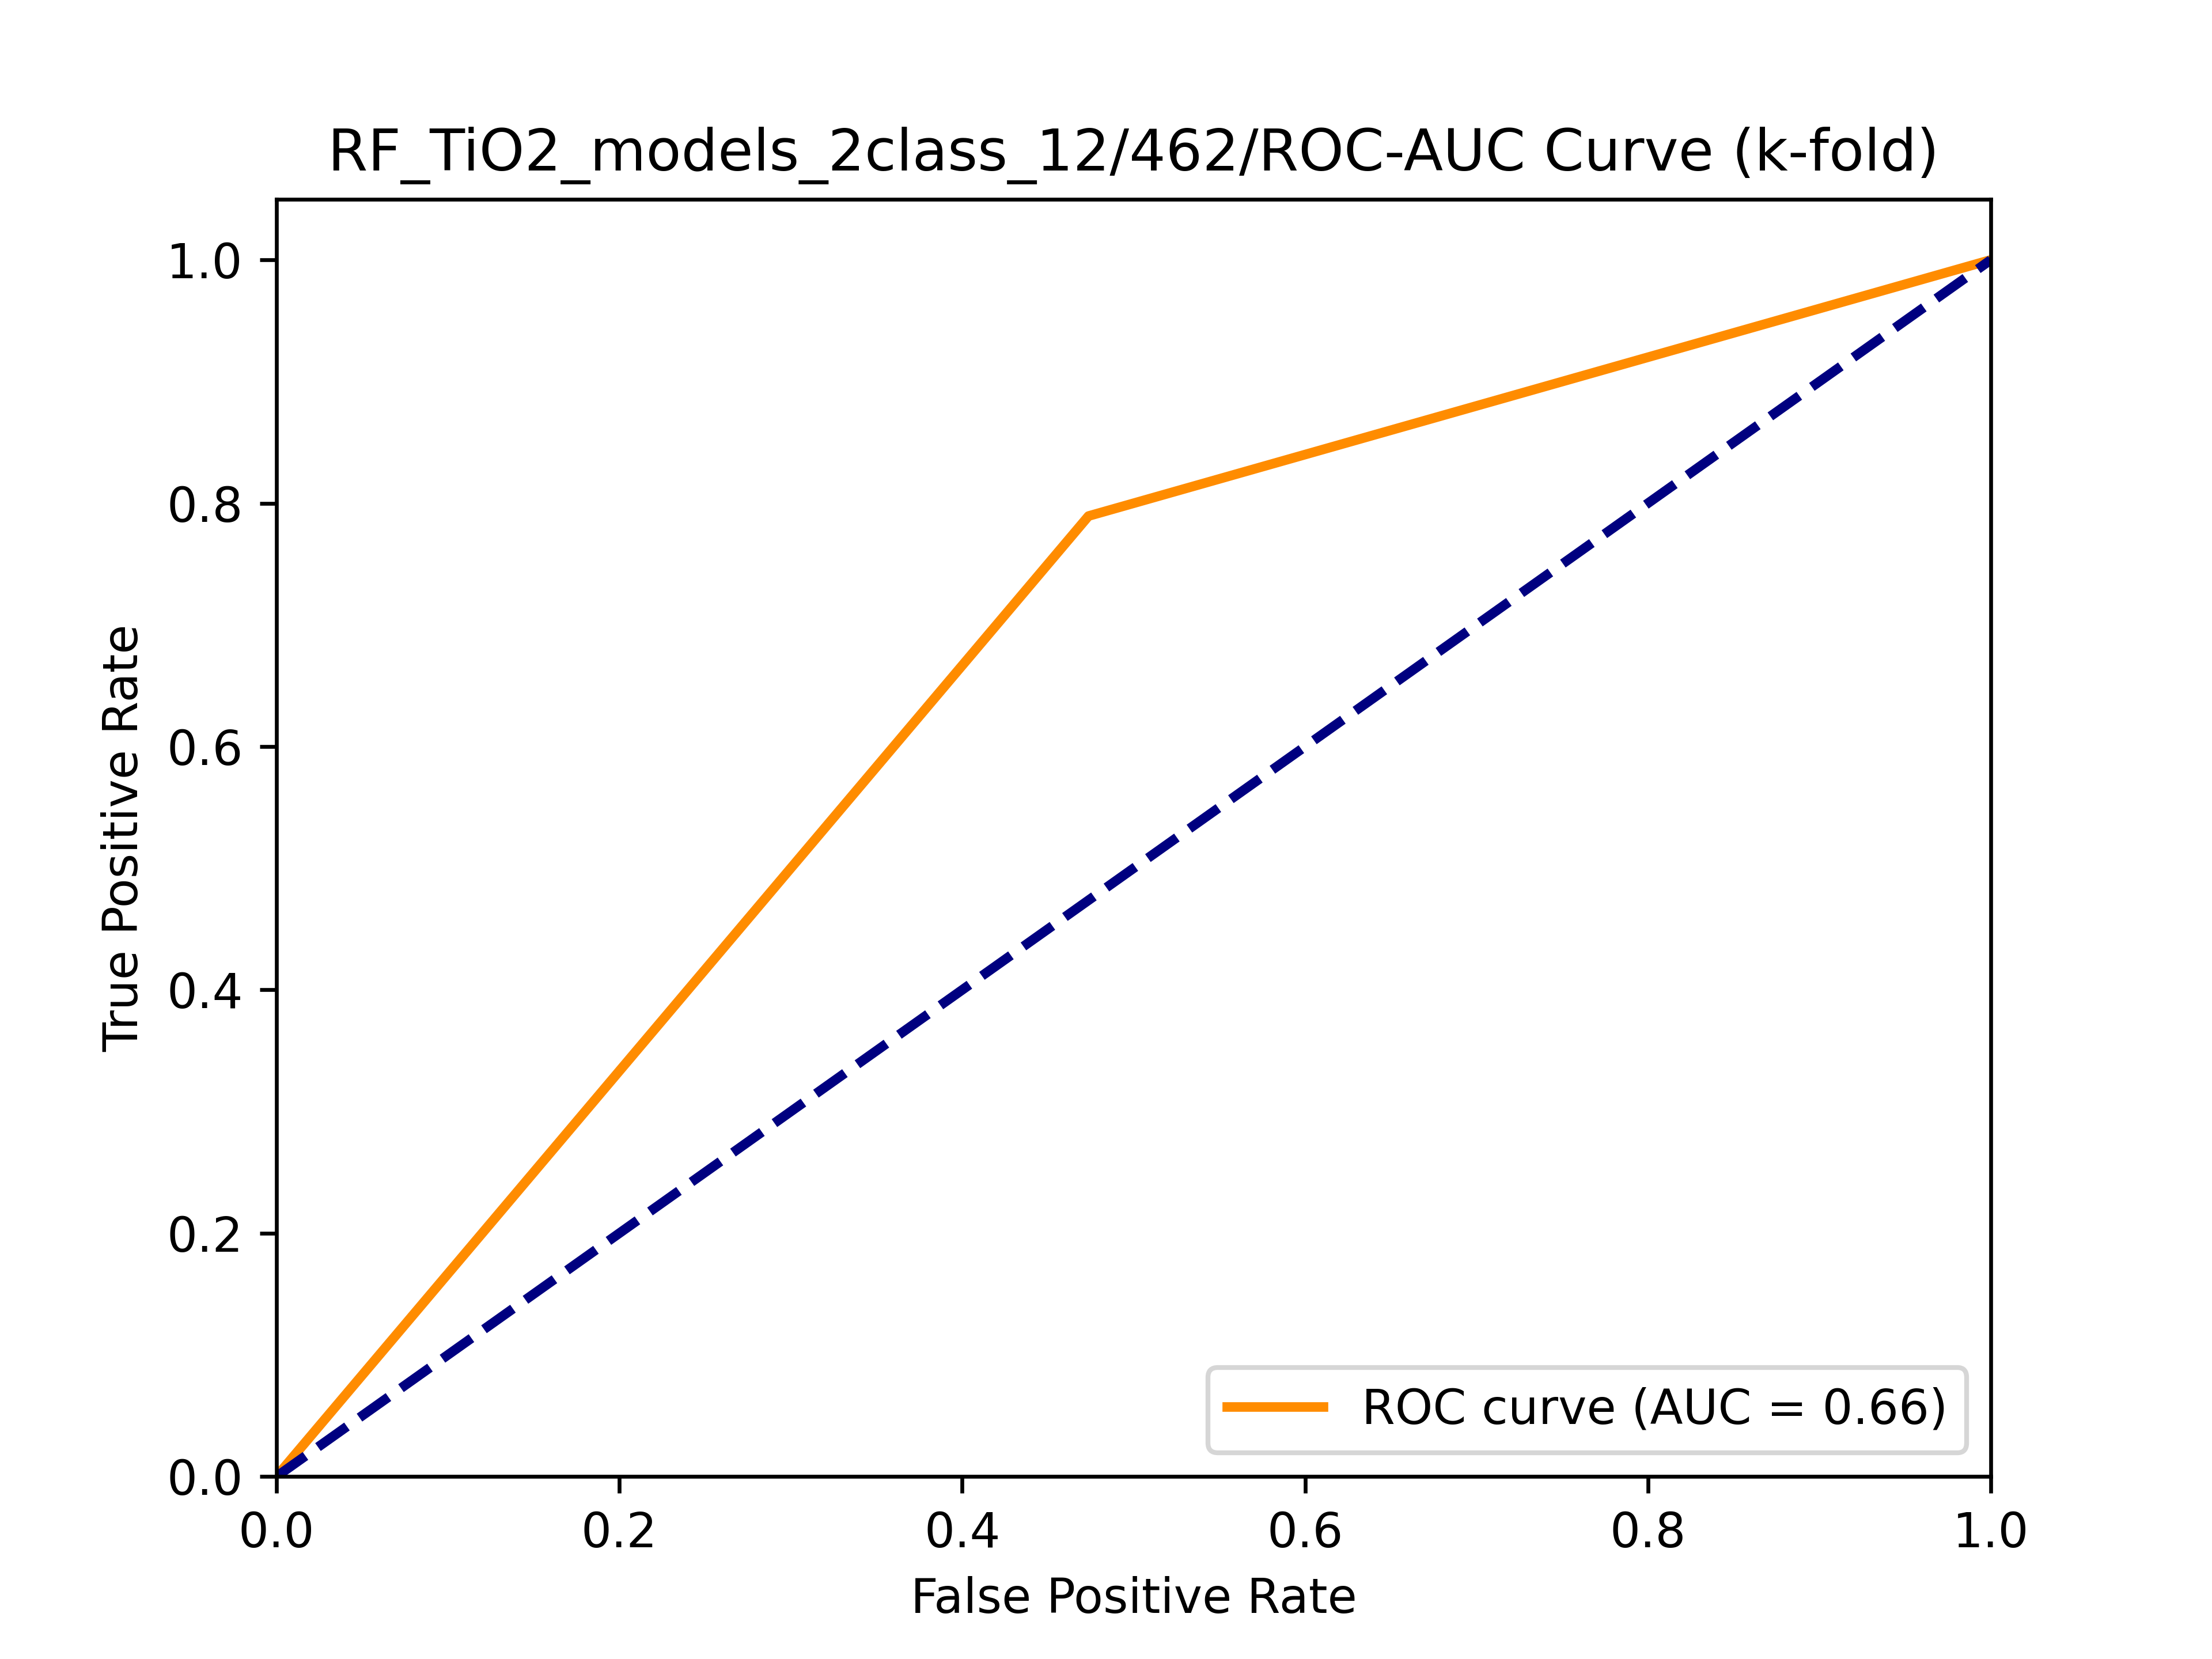 RF_TiO2_models_2class_12/462/ROC-AUC Curve (k-fold)
1.0
0.8
0.6
0.4
0.2
0.0
True Positive Rate
ROC curve (AUC = 0.66)
0.0 0.2 0.4 0.6 0.8 1.0
False Positive Rate